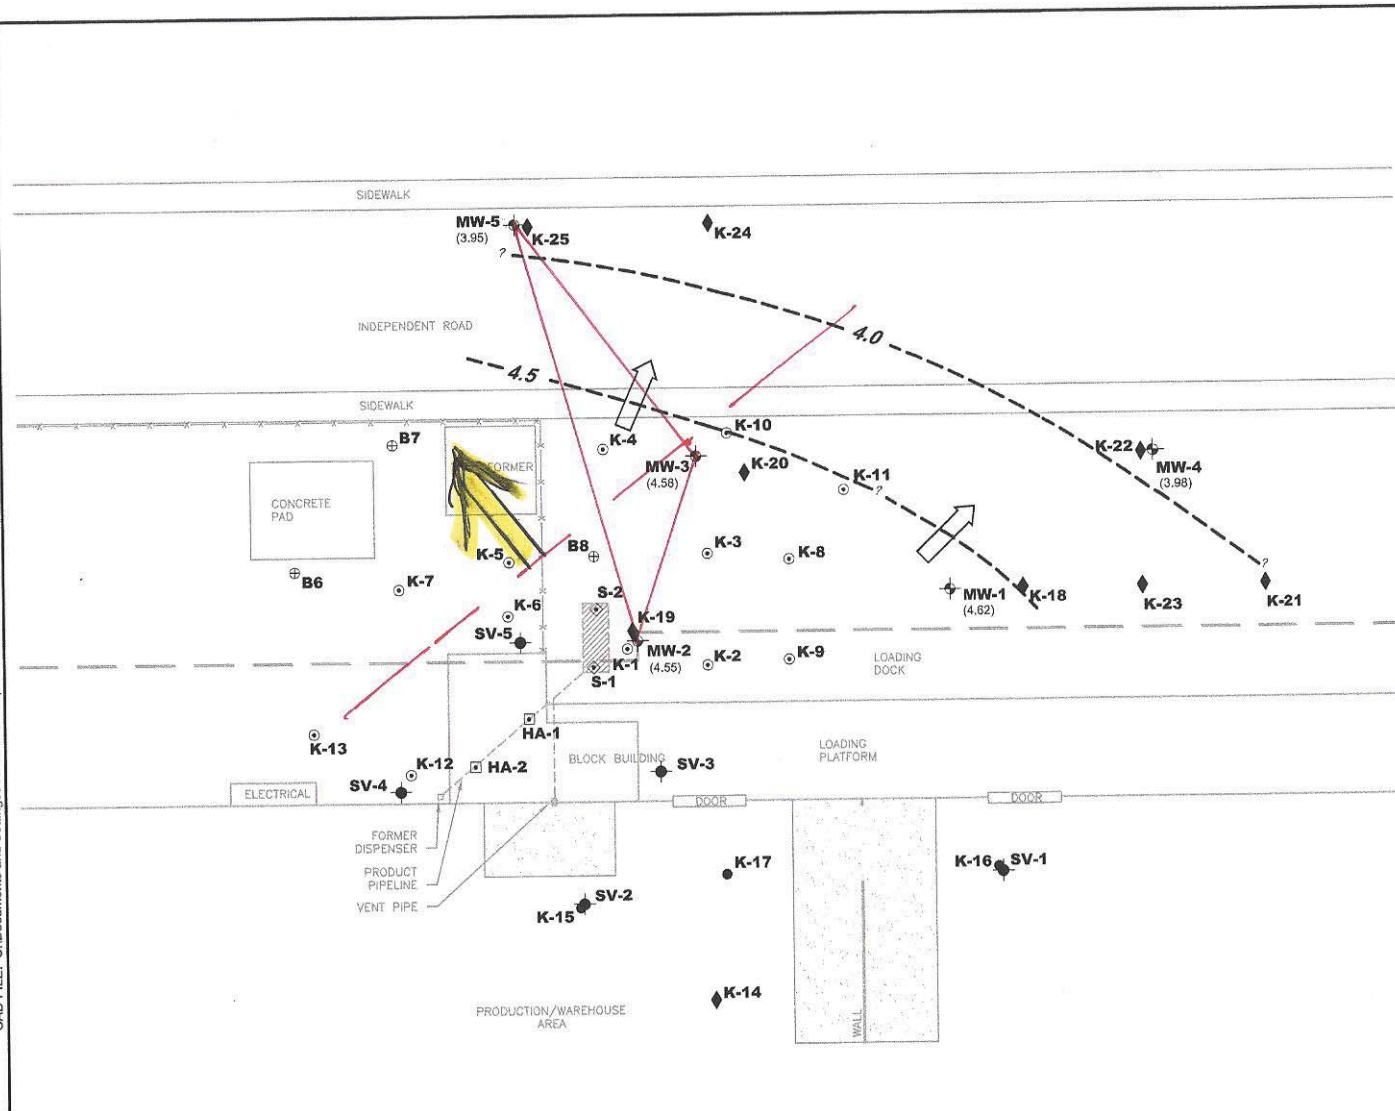 SIDEWALK
MW-5
(3.95)
K-25
K-24
?
INDEPENDENT ROAD
4.0
4.5
SIDEWALK
B7
K-4
K-10
FORMER
MW-3
(4.58)
K-20
K-11
?
K-22
MW-4
(3.98)
CONCRETE
PAD
K-5
B8
K-3
K-8
?
B6
K-7
K-6
S-2
K-19
MW-1
(4.62)
K-18
K-23
K-21
SV-5
K-1
MW-2
(4.55)
K-2
K-9
LOADING
DOCK
S-1
HA-1
K-13
K-12
HA-2
BLOCK BUILDING
SV-3
LOADING
PLATFORM
ELECTRICAL
SV-4
DOOR
DOOR
FORMER
DISPENSER
PRODUCT
PIPELINE
VENT PIPE
K-17
K-16
SV-1
SV-2
K-15
K-14
PRODUCTION/WAREHOUSE
AREA
WALL